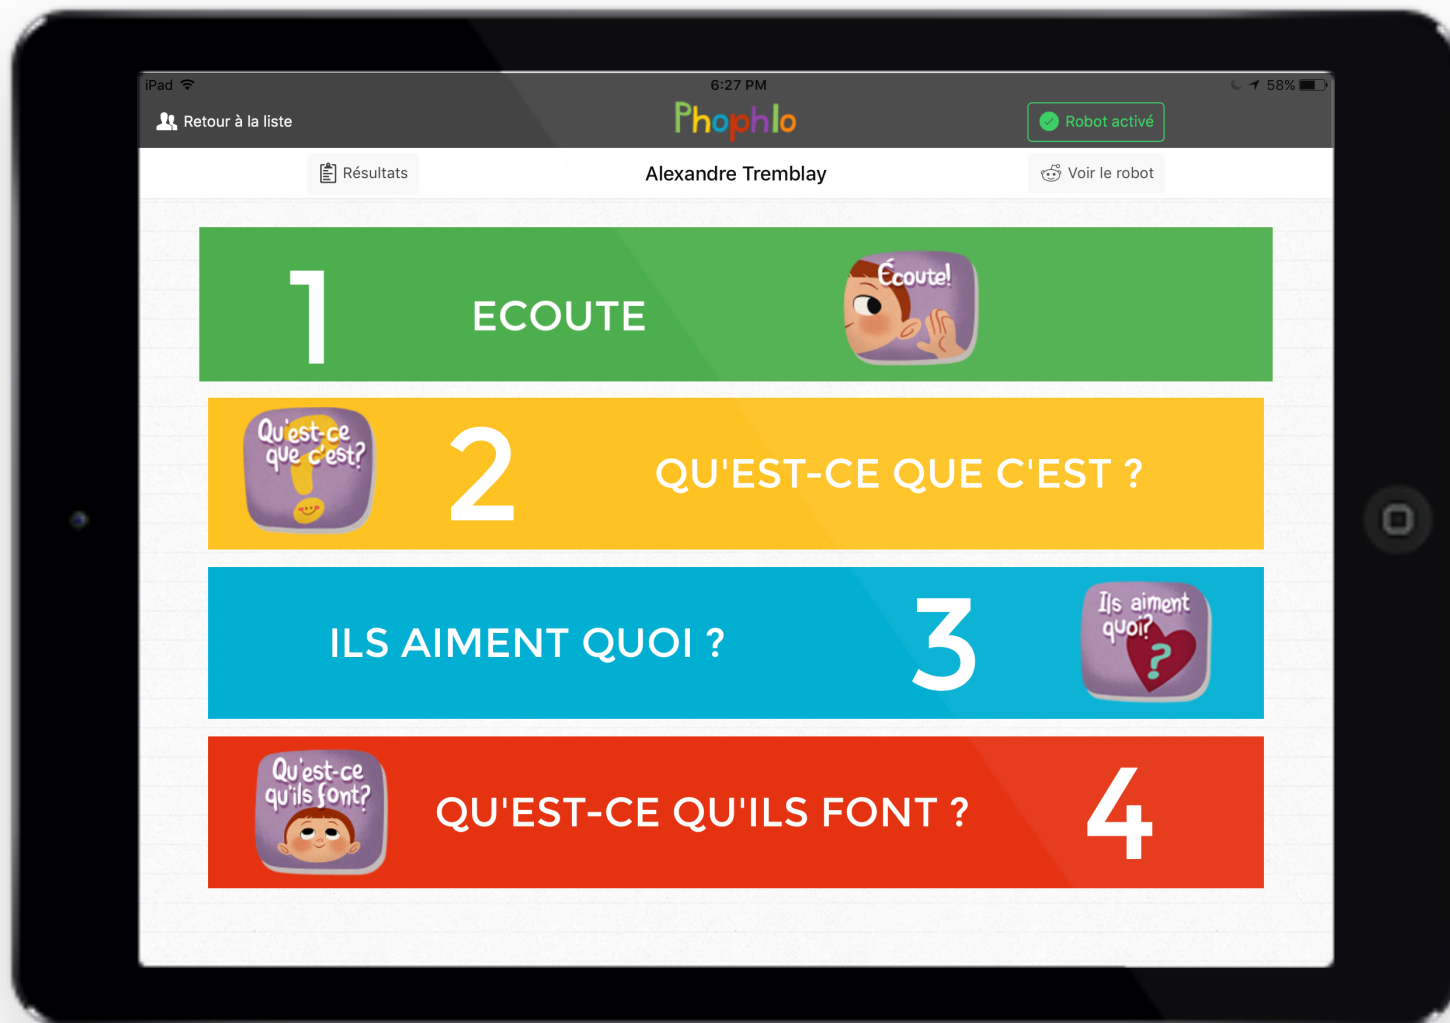 iPad 6:27 PM 58%
Retour à la liste
Phophlo
Robot activé
Résultats
Alexandre Tremblay
Voir le robot
1
ECOUTE
Écoute!
Qu'est-ce
que c'est?
2
QU'EST-CE QUE C'EST ?
ILS AIMENT QUOI ?
3
Ils aiment
quoi?
?
Qu'est-ce
qu'ils font?
QU'EST-CE QU'ILS FONT ?
4